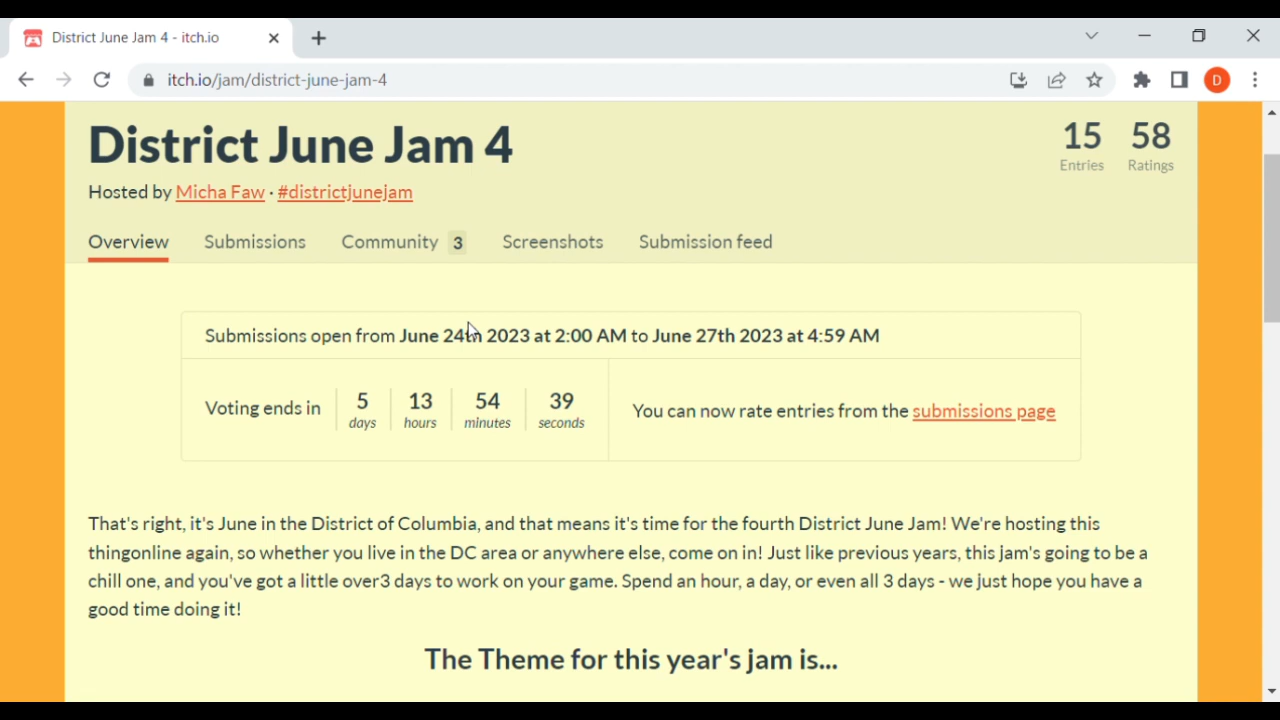 District June Jam 4 - itch.io
itch.io/jam/district-june-jam-4
D
District June Jam 4
15 58
Entries Ratings
Hosted by Micha Faw · #districtjunejam
Overview Submissions Community 3 Screenshots Submission feed
Submissions open from June 24th 2023 at 2:00 AM to June 27th 2023 at 4:59 AM
Voting ends in 5 days 13 hours 54 minutes 39 seconds
You can now rate entries from the submissions page
That's right, it's June in the District of Columbia, and that means it's time for the fourth District June Jam! We're hosting this
thingonline again, so whether you live in the DC area or anywhere else, come on in! Just like previous years, this jam's going to be a
chill one, and you've got a little over3 days to work on your game. Spend an hour, a day, or even all 3 days - we just hope you have a
good time doing it!
The Theme for this year's jam is...